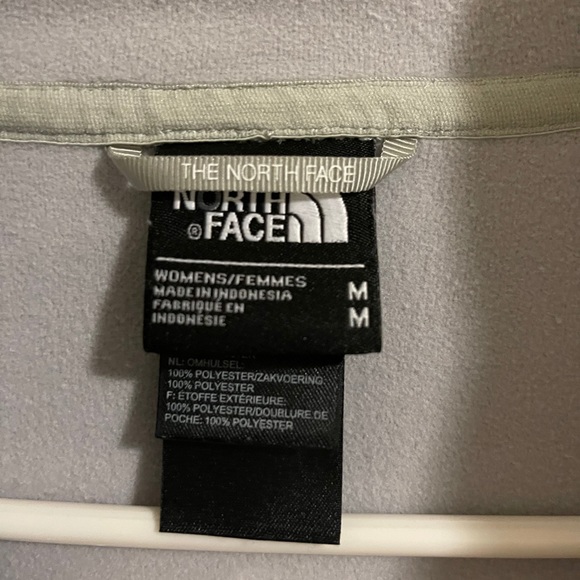 THE NORTH FACE
NORTH
® FACE
WOMENS/FEMMES
MADE IN INDONESIA M
FABRIQUÉ EN
INDONÉSIE M
NL: OMHULSEL:
100% POLYESTER/ZAKVOERING
100% POLYESTER
F: ÉTOFFE EXTÉRIEURE:
100% POLYESTER/DOUBLURE DE
POCHE: 100% POLYESTER